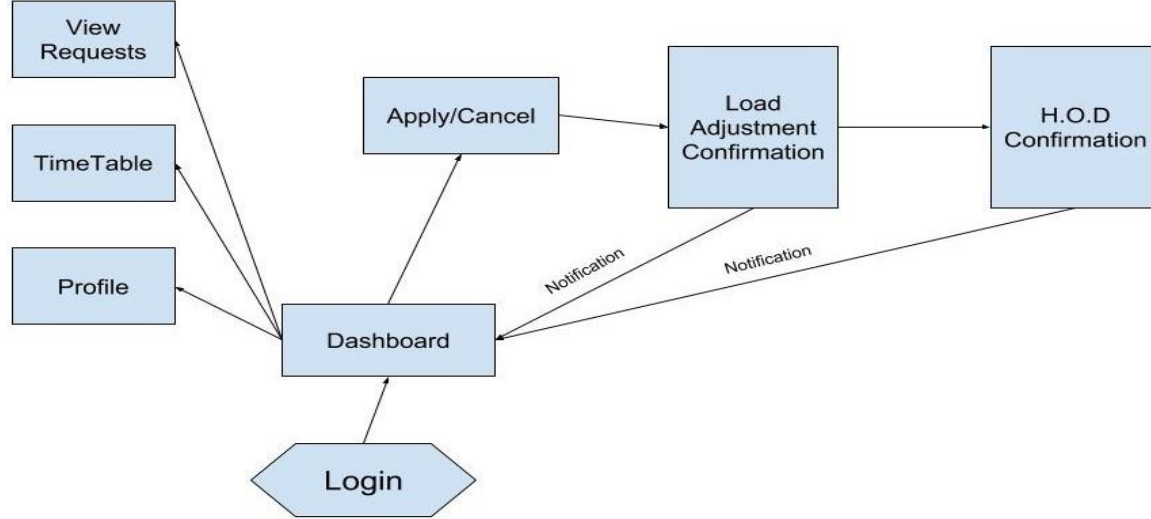 View
Requests
TimeTable
Profile
Apply/Cancel
Load
Adjustment
Confirmation
H.O.D
Confirmation
Notification
Notification
Dashboard
Login